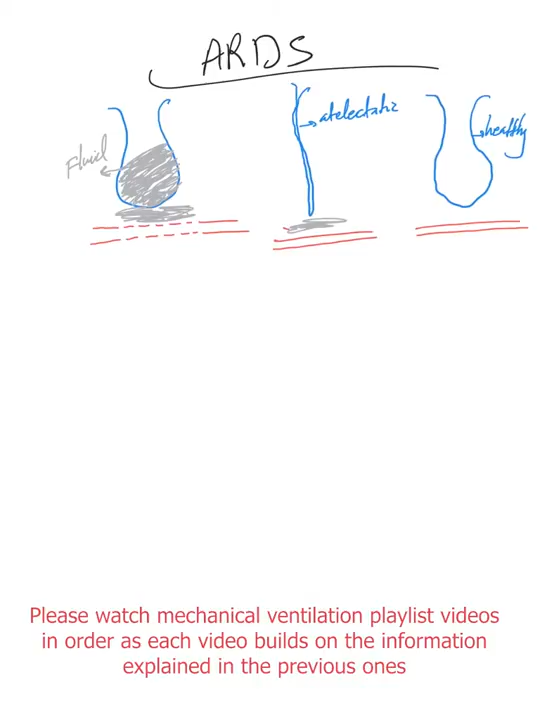 ARDS
Fluid
atelectatic
healthy
Please watch mechanical ventilation playlist videos
in order as each video builds on the information
explained in the previous ones